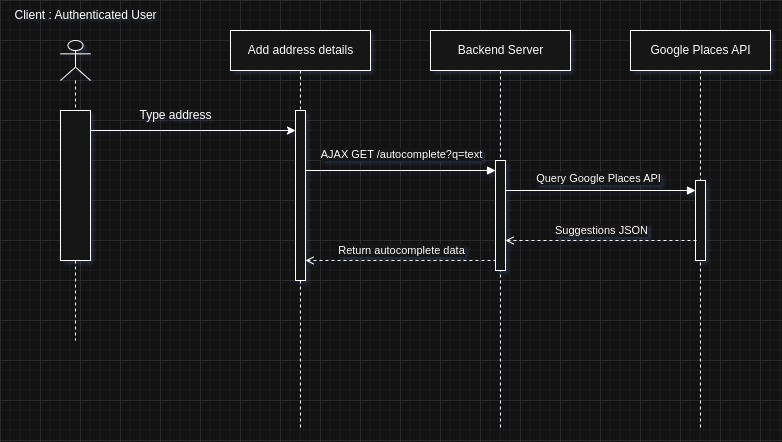 Client : Authenticated User
Add address details
Backend Server
Google Places API
Type address
AJAX GET /autocomplete?q=text
Query Google Places API
Suggestions JSON
Return autocomplete data